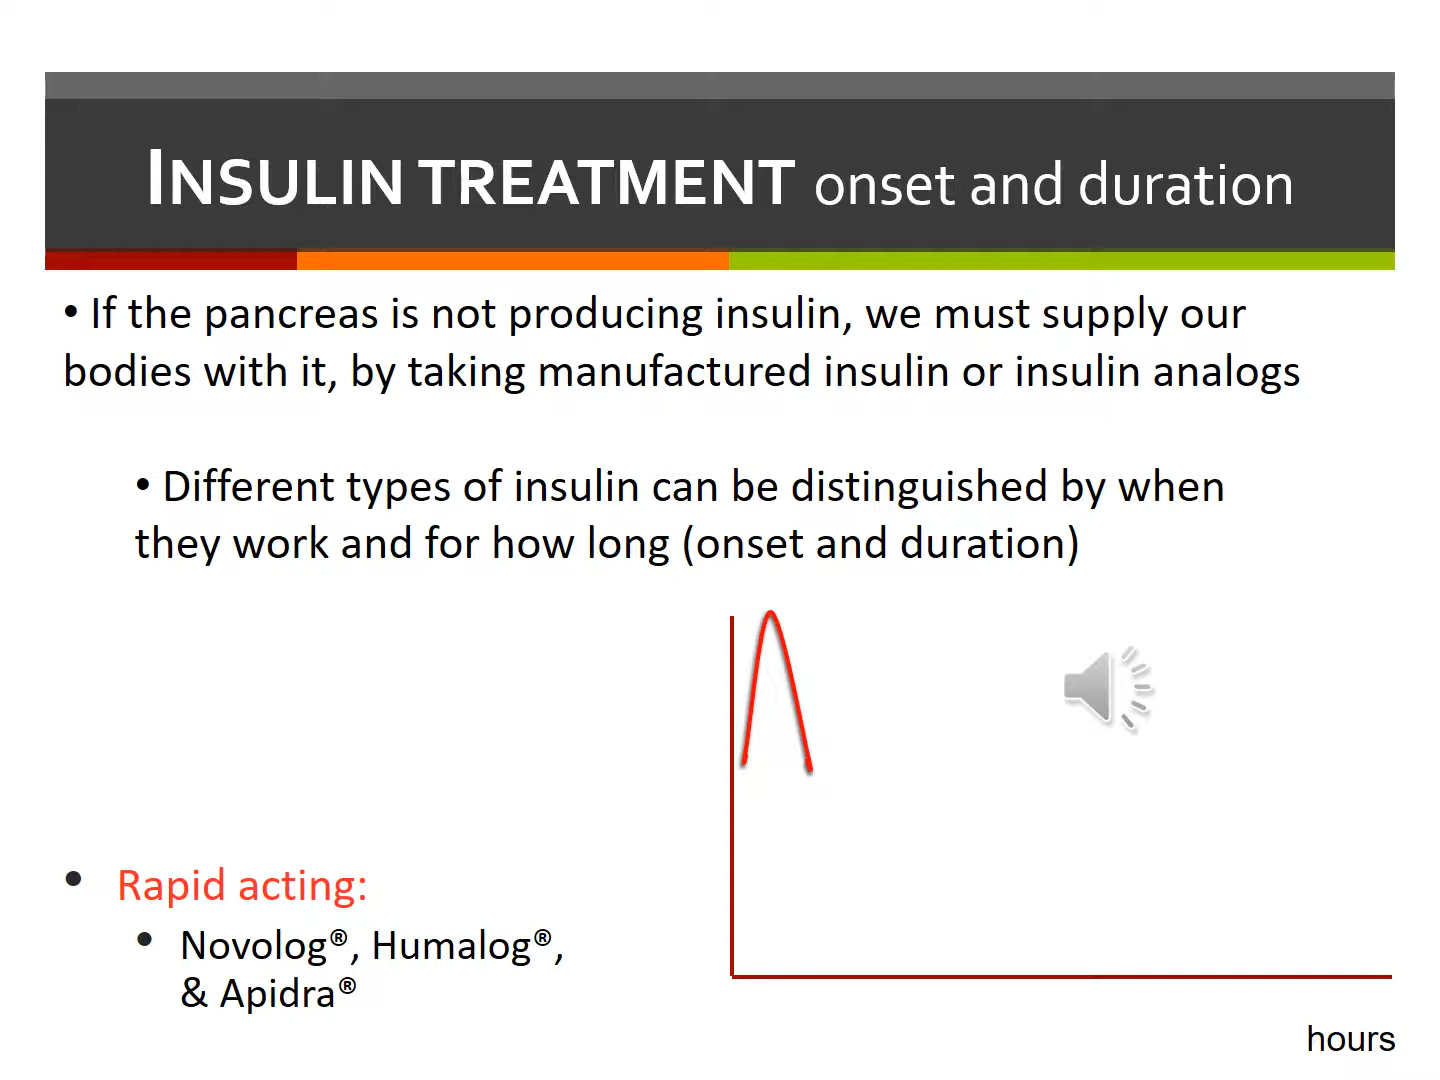 INSULIN TREATMENT onset and duration
• If the pancreas is not producing insulin, we must supply our
bodies with it, by taking manufactured insulin or insulin analogs
• Different types of insulin can be distinguished by when
they work and for how long (onset and duration)
• Rapid acting:
• Novolog®, Humalog®,
& Apidra®
hours